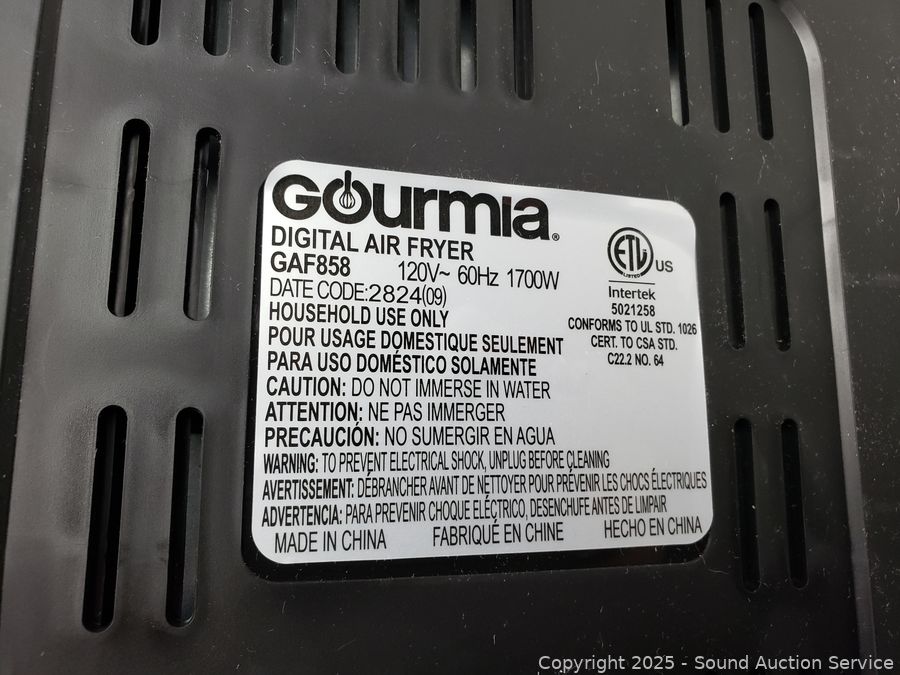 Gourmia®
DIGITAL AIR FRYER
GAF858 120V~ 60Hz 1700W
DATE CODE:2824(09)
HOUSEHOLD USE ONLY
POUR USAGE DOMESTIQUE SEULEMENT
PARA USO DOMÉSTICO SOLAMENTE
CAUTION: DO NOT IMMERSE IN WATER
ATTENTION: NE PAS IMMERGER
PRECAUCIÓN: NO SUMERGIR EN AGUA
WARNING: TO PREVENT ELECTRICAL SHOCK, UNPLUG BEFORE CLEANING
AVERTISSEMENT: DÉBRANCHER AVANT DE NETTOYER POUR PRÉVENIR LES CHOCS ÉLECTRIQUES
ADVERTENCIA: PARA PREVENIR CHOQUE ELÉCTRICO, DESENCHUFE ANTES DE LIMPAIR
MADE IN CHINA FABRIQUÉ EN CHINE HECHO EN CHINA
ETL US
LISTED
Intertek
5021258
CONFORMS TO UL STD. 1026
CERT. TO CSA STD.
C22.2 NO. 64
Copyright 2025 - Sound Auction Service